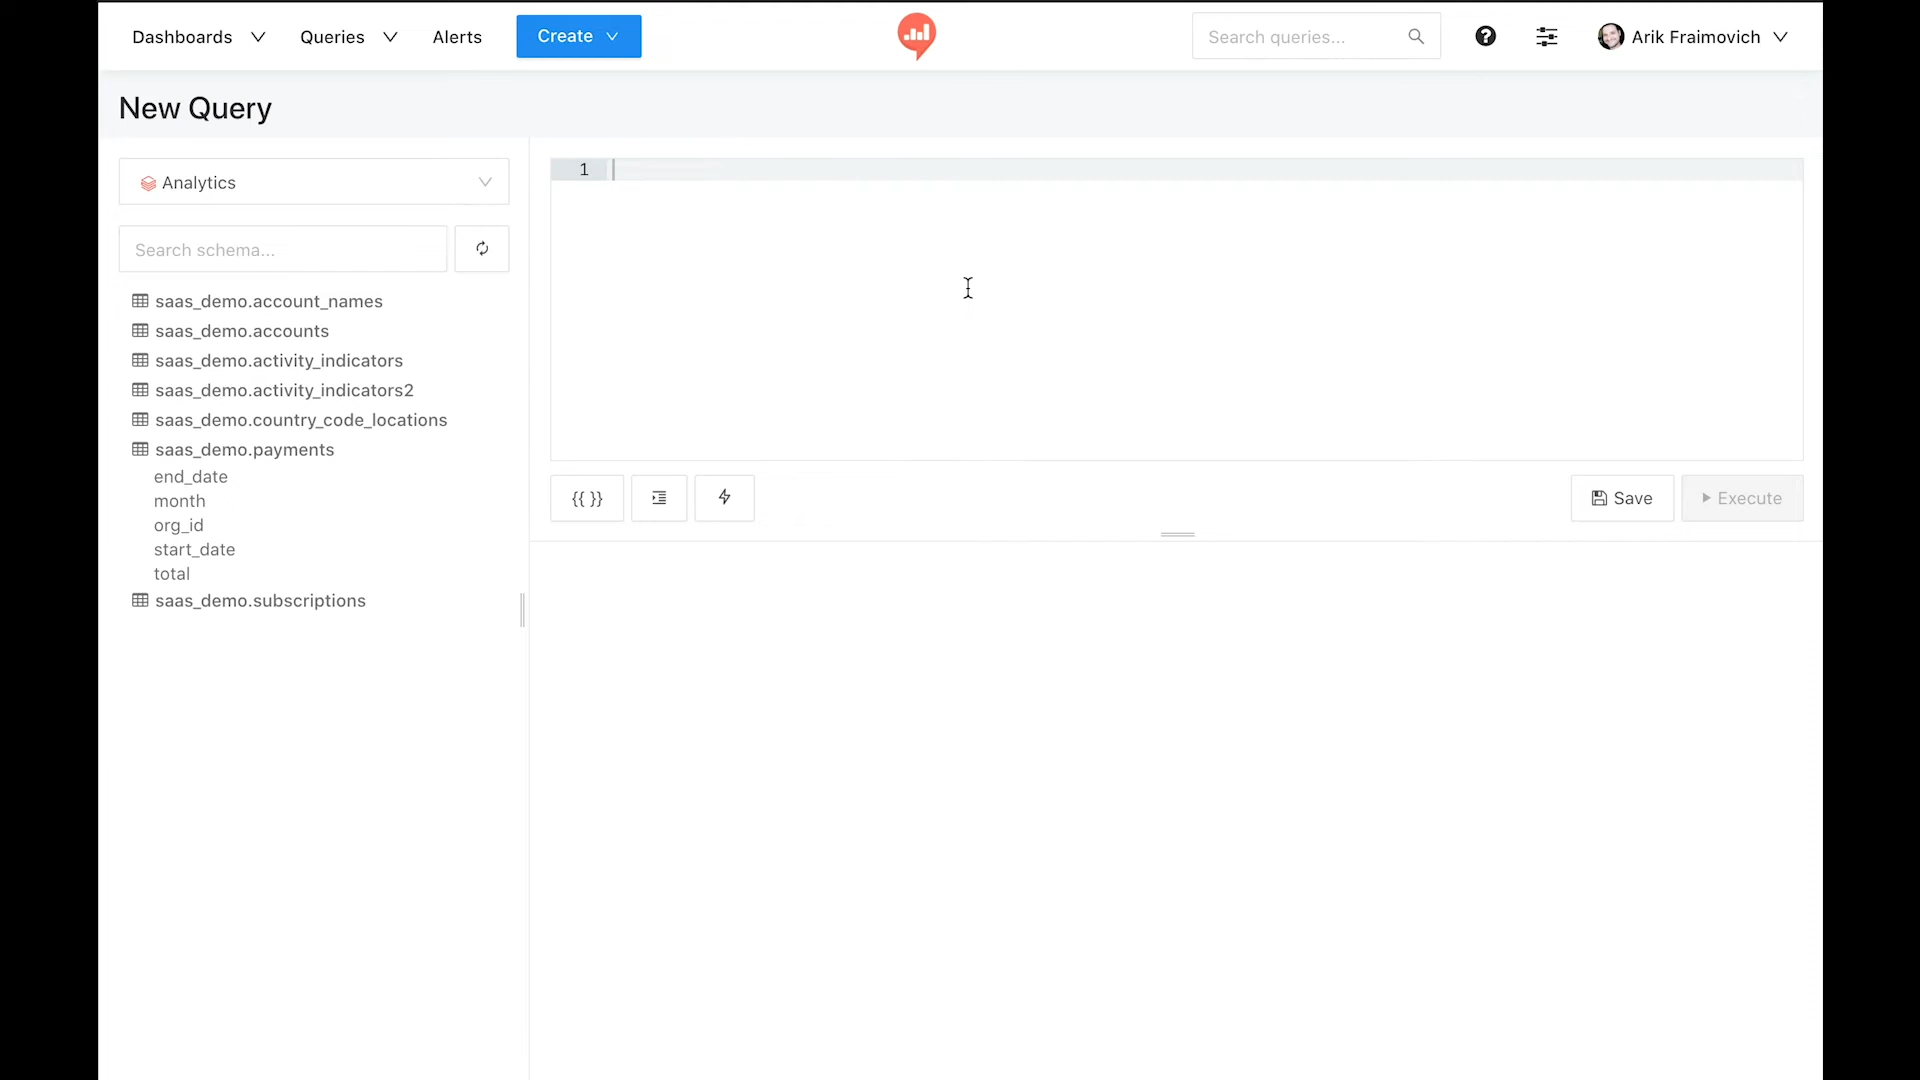 Dashboards Queries Alerts Create Search queries... Arik Fraimovich
New Query
Analytics
1
Search schema...
saas_demo.account_names
saas_demo.accounts
saas_demo.activity_indicators
saas_demo.activity_indicators2
saas_demo.country_code_locations
saas_demo.payments
end_date
month
org_id
start_date
total
saas_demo.subscriptions
{{ }} Save Execute